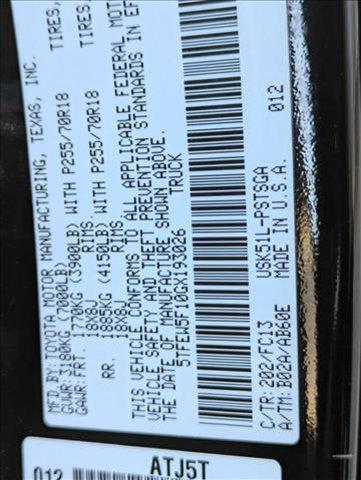 MFD. BY: TOYOTA MOTOR MANUFACTURING, TEXAS, INC.
GVWR: 3180KG (7000LB)
GAWR: FRT. 1770KG (3900LB) WITH P255/70R18 TIRES,
18X8J RIMS,
RR. 1885KG (4150LB) WITH P255/70R18 TIRES,
18X8J RIMS,
THIS VEHICLE CONFORMS TO ALL APPLICABLE FEDERAL MOT
VEHICLE SAFETY AND THEFT PREVENTION STANDARDS IN EF
THE DATE OF MANUFACTURE SHOWN ABOVE.
5TFEW5F10GX193026 TRUCK
USK51L-PSTSGA 012
C/TR: 202/FC13
A/TM: B02A/AB60E MADE IN U.S.A.
ATJ5T
012